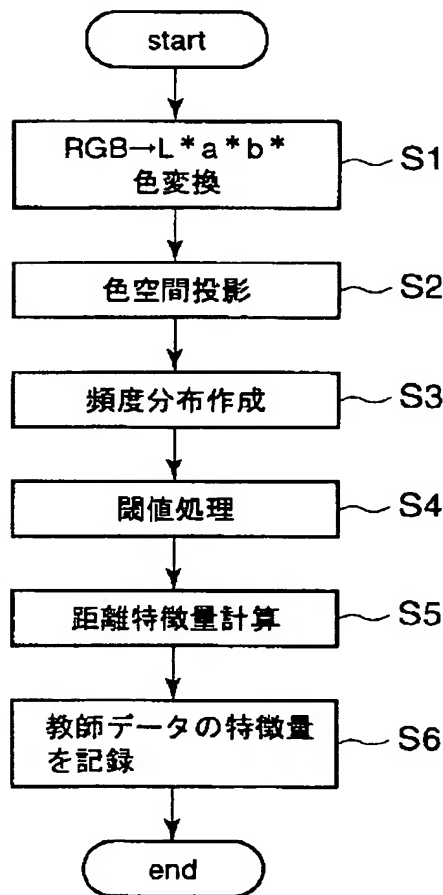 start
RGB→L*a*b*
色変換
S1
色空間投影
S2
頻度分布作成
S3
閾値処理
S4
距離特徴量計算
S5
教師データの特徴量
を記録
S6
end